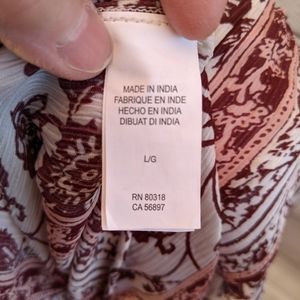 MADE IN INDIA
FABRIQUE EN INDE
HECHO EN INDIA
DIBUAT DI INDIA
L/G
RN 80318
CA 56897